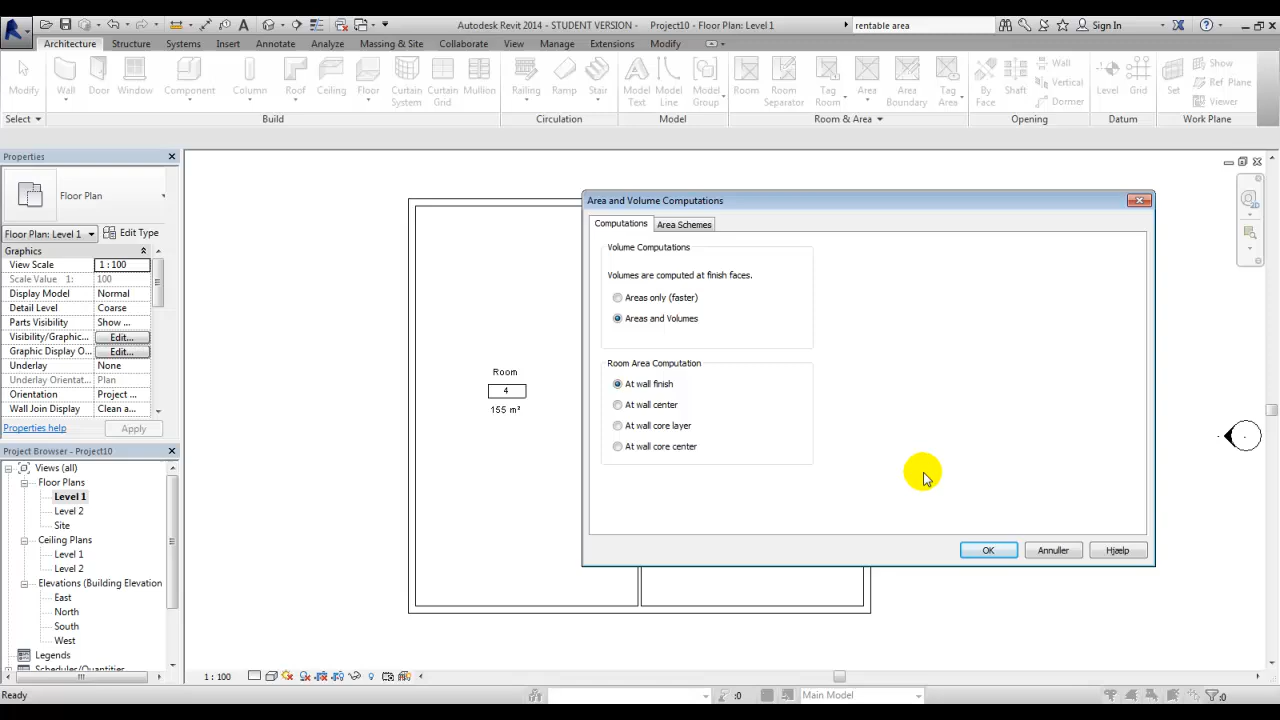 Autodesk Revit 2014 - STUDENT VERSION - Project10 - Floor Plan: Level 1
rentable area
Sign In
Architecture Structure Systems Insert Annotate Analyze Massing & Site Collaborate View Manage Extensions Modify
Modify Wall Door Window Component Column Roof Ceiling Floor Curtain System Curtain Grid Mullion Railing Ramp Stair Model Text Model Line Model Group Room Room Separator Tag Room Area Area Boundary Tag Area By Face Shaft Wall Vertical Dormer Level Grid Set Show Ref Plane Viewer
Select Build Circulation Model Room & Area Opening Datum Work Plane
Properties
Floor Plan
Floor Plan: Level 1 Edit Type
Graphics
View Scale 1 : 100
Scale Value 1: 100
Display Model Normal
Detail Level Coarse
Parts Visibility Show ...
Visibility/Graphic... Edit...
Graphic Display O... Edit...
Underlay None
Underlay Orientat... Plan
Orientation Project ...
Wall Join Display Clean a...
Properties help Apply
Project Browser - Project10
Views (all)
Floor Plans
Level 1
Level 2
Site
Ceiling Plans
Level 1
Level 2
Elevations (Building Elevation
East
North
South
West
Legends
Schedules/Quantities
Room
4
155 m²
Area and Volume Computations
Computations Area Schemes
Volume Computations
Volumes are computed at finish faces.
Areas only (faster)
Areas and Volumes
Room Area Computation
At wall finish
At wall center
At wall core layer
At wall core center
OK Annuller Hjælp
1 : 100
Ready
:0
Main Model
:0